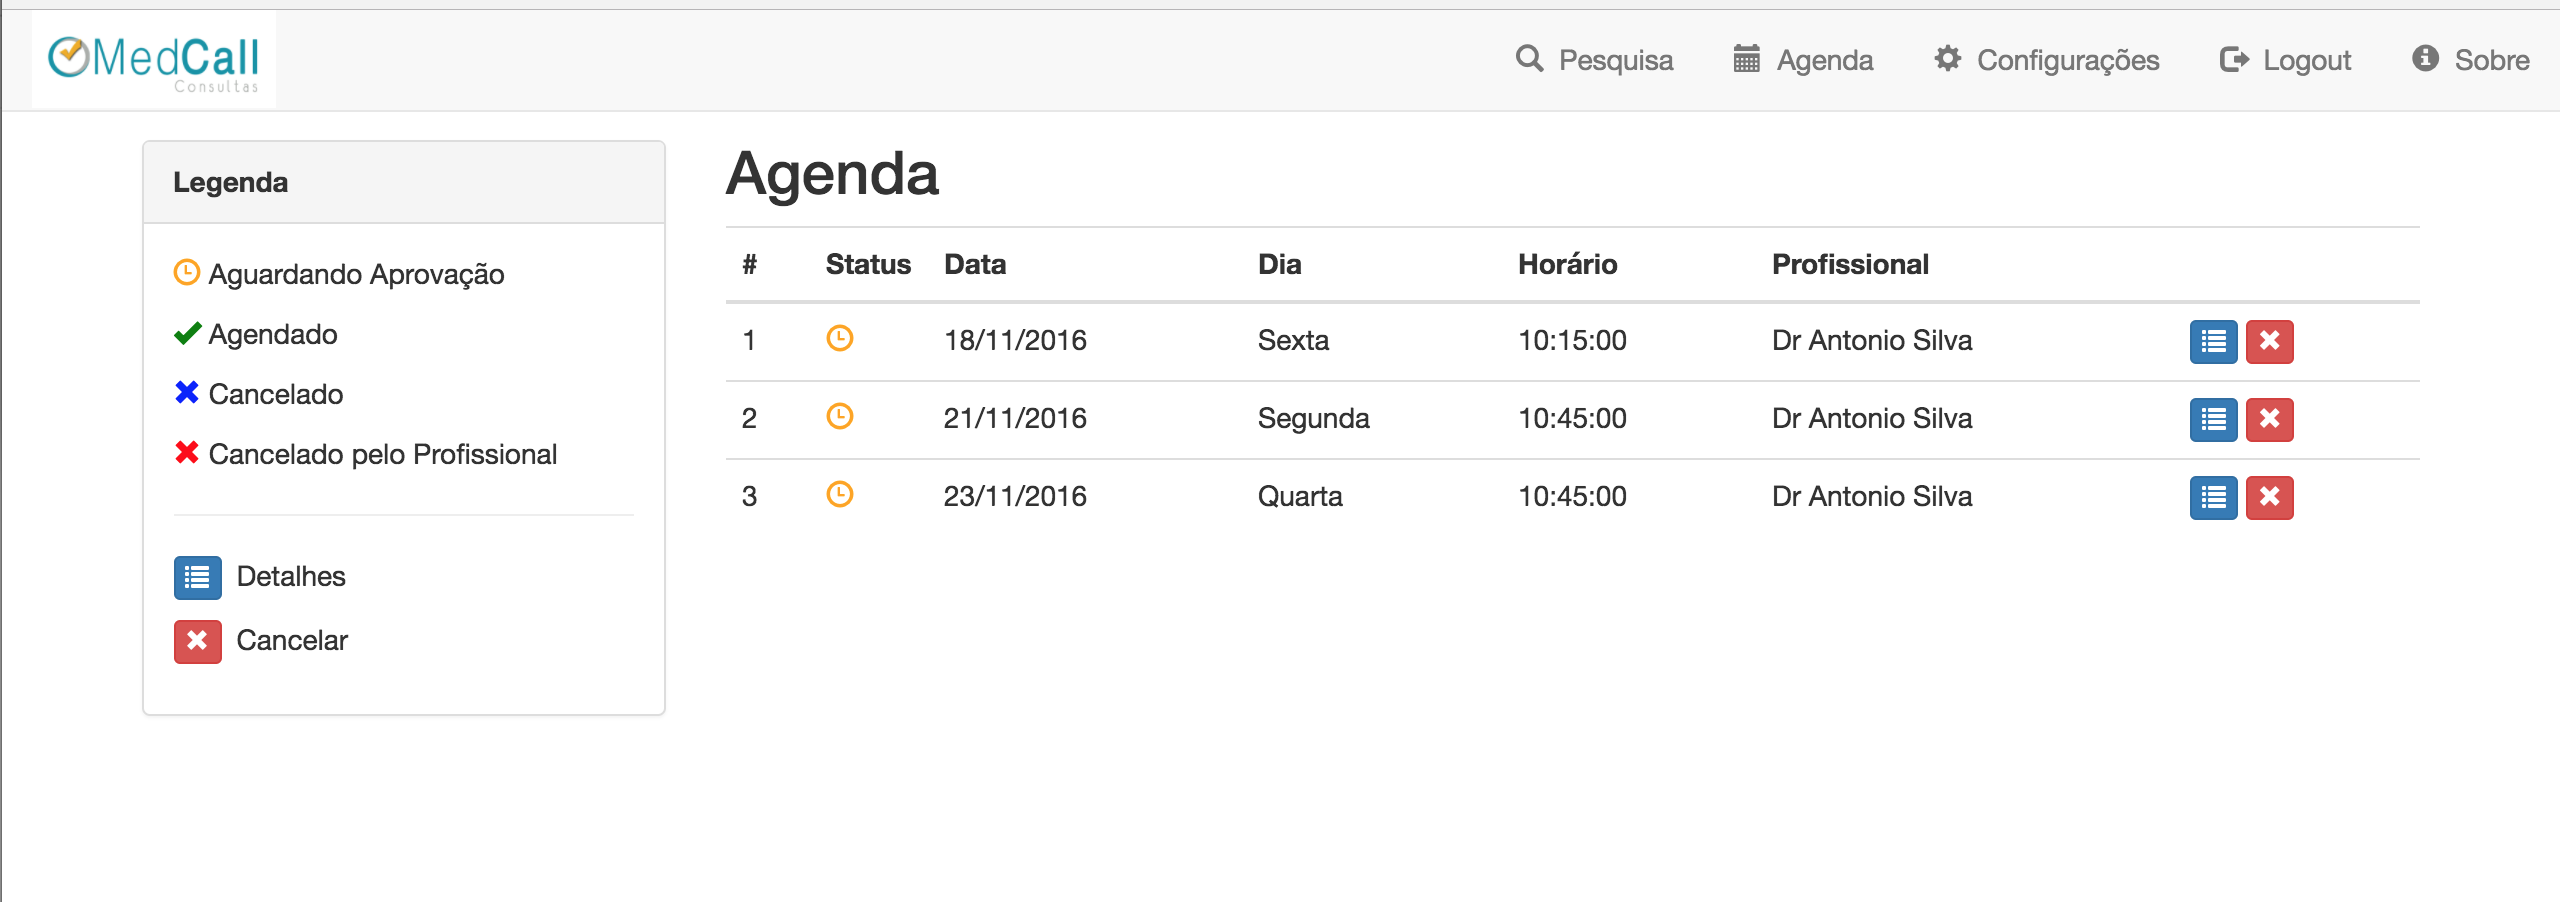 MedCall
Consultas
Pesquisa Agenda Configurações Logout Sobre
Legenda
Aguardando Aprovação
Agendado
Cancelado
Cancelado pelo Profissional
Detalhes
Cancelar
Agenda
# Status Data Dia Horário Profissional
1 18/11/2016 Sexta 10:15:00 Dr Antonio Silva
2 21/11/2016 Segunda 10:45:00 Dr Antonio Silva
3 23/11/2016 Quarta 10:45:00 Dr Antonio Silva